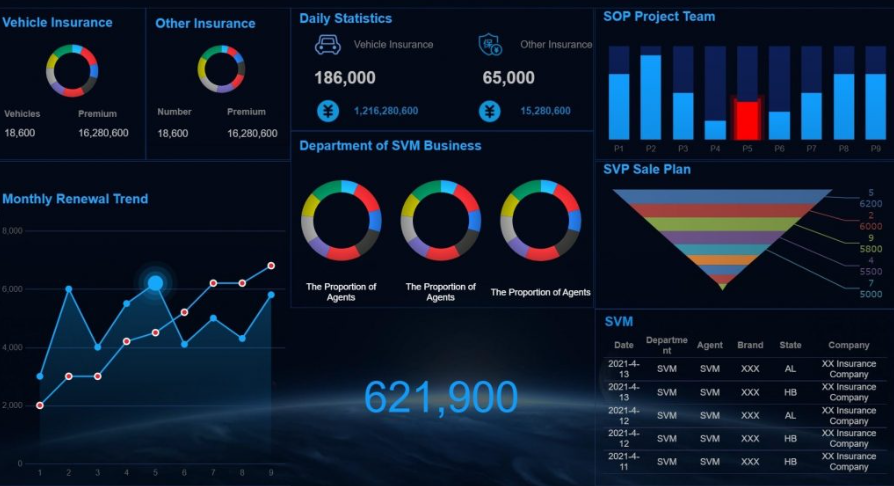 Vehicle Insurance
Vehicles Premium
18,600 16,280,600
Other Insurance
Number Premium
18,600 16,280,600
Daily Statistics
Vehicle Insurance Other Insurance
186,000 65,000
¥ 1,216,280,600 ¥ 15,280,600
SOP Project Team
P1 P2 P3 P4 P5 P6 P7 P8 P9
Department of SVM Business
The Proportion of
Agents
The Proportion of
Agents
The Proportion of Agents
SVP Sale Plan
5
6200
2
6000
9
5800
4
5500
7
5000
Monthly Renewal Trend
8,000
6,000
4,000
2,000
0
1 2 3 4 5 6 7 8 9
621,900
SVM
Date Departme
nt Agent Brand State Company
2021-4-
13 SVM SVM XXX AL XX Insurance
Company
2021-4-
13 SVM SVM XXX HB XX Insurance
Company
2021-4-
12 SVM SVM XXX AL XX Insurance
Company
2021-4-
12 SVM SVM XXX HB XX Insurance
Company
2021-4-
11 SVM SVM XXX HB XX Insurance
Company